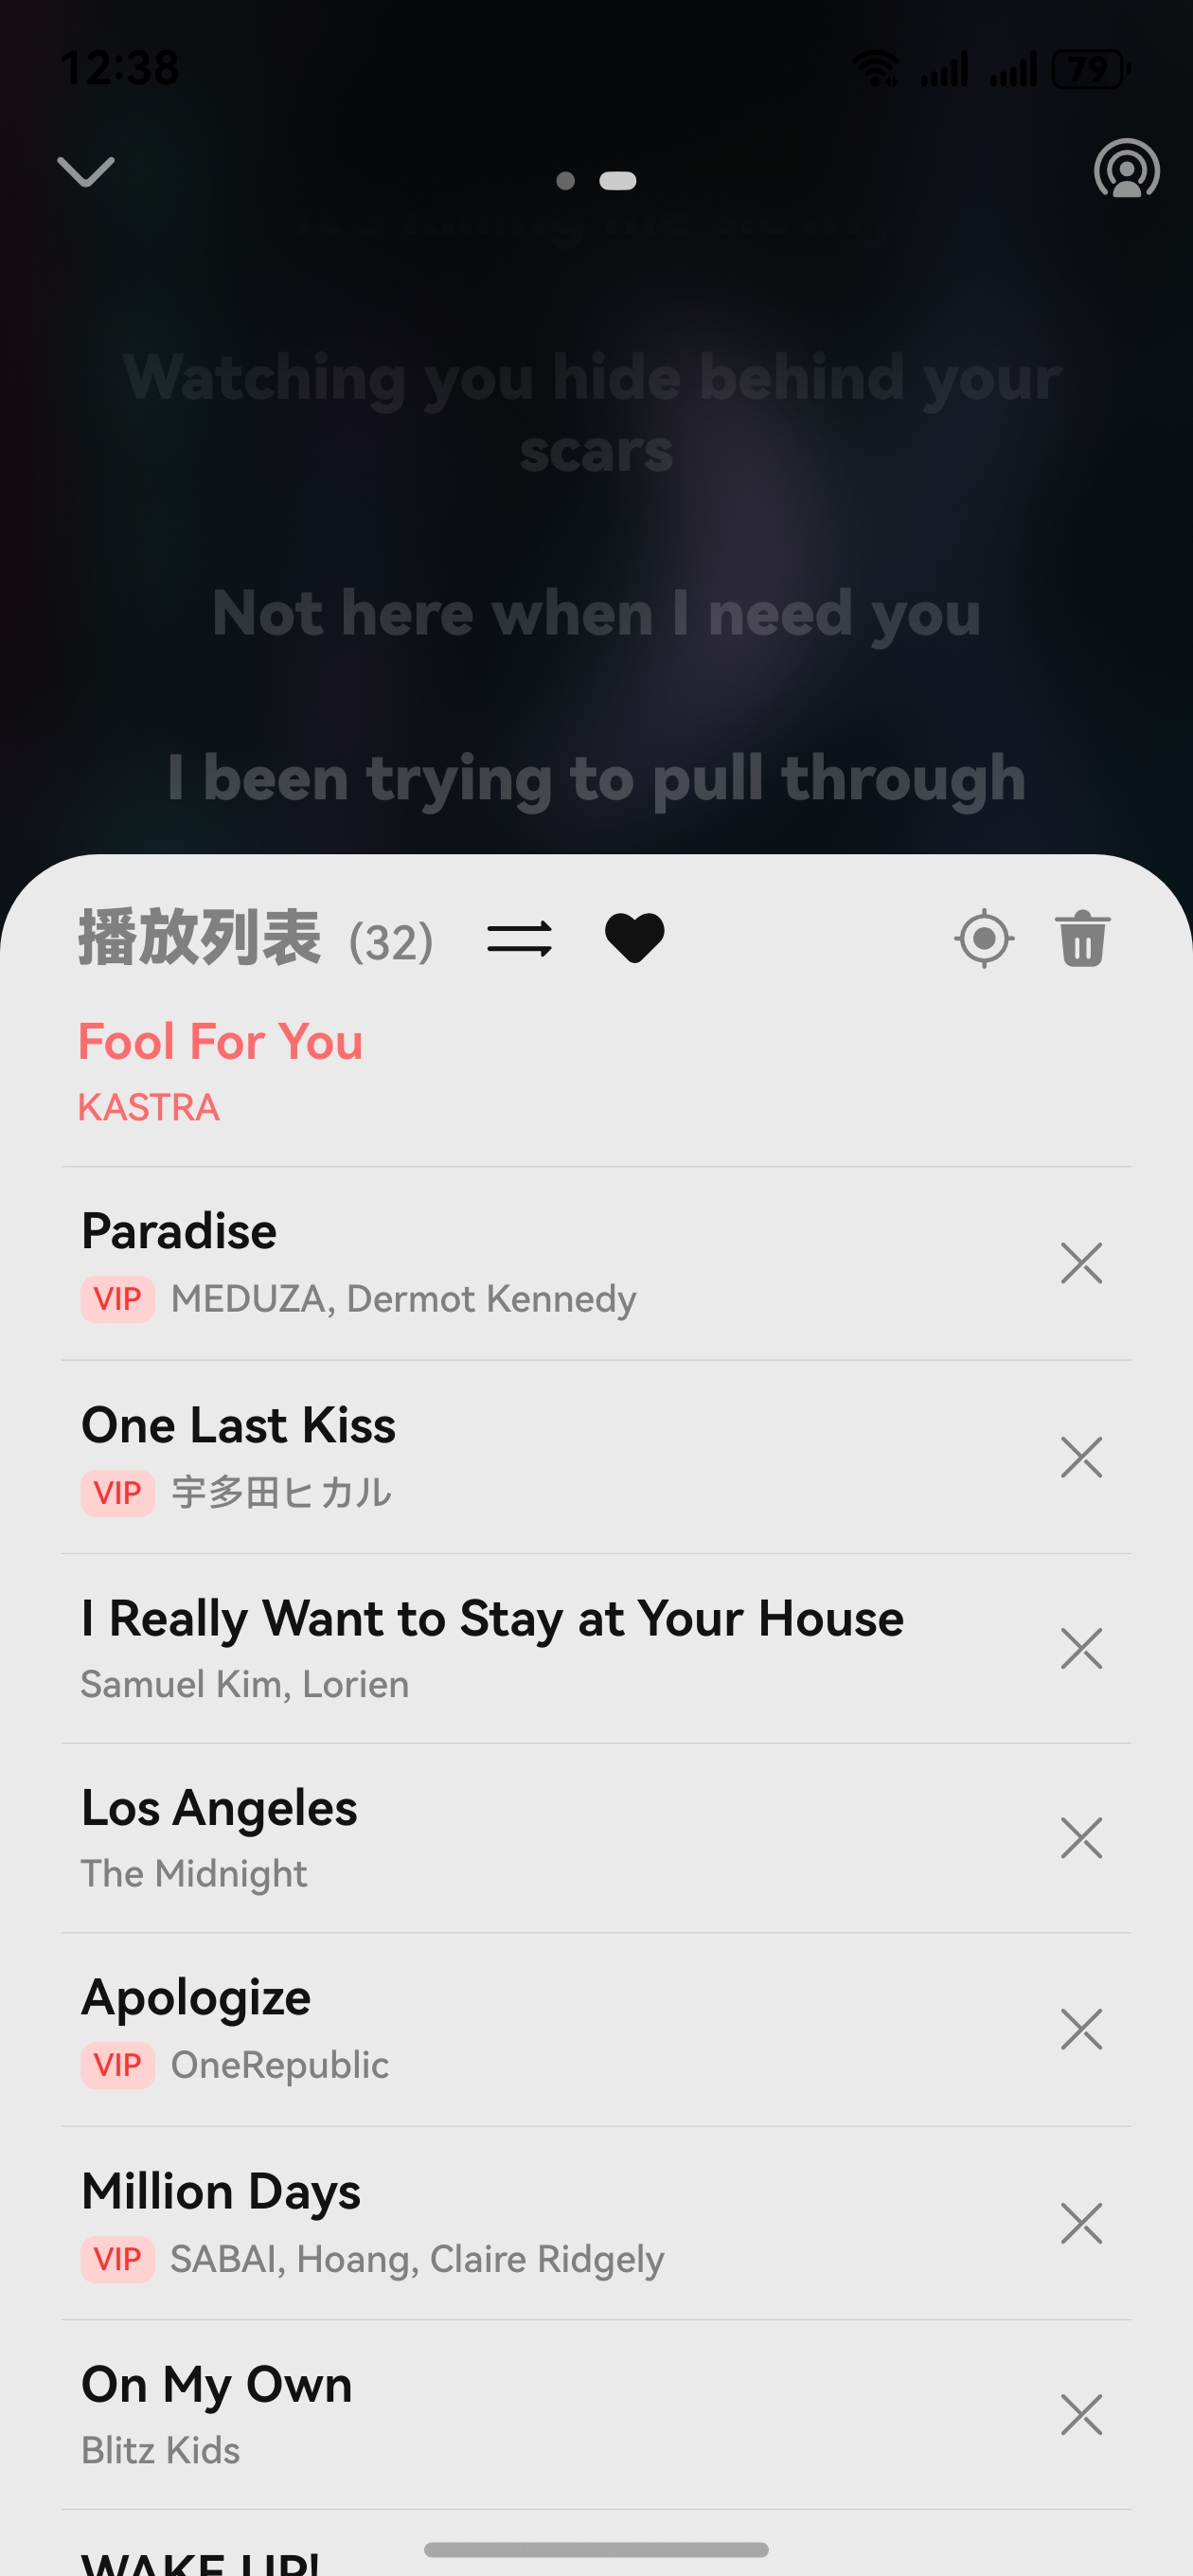 12:38
79
Watching you hide behind your
scars
Not here when I need you
I been trying to pull through
播放列表 (32)
Fool For You
KASTRA
Paradise
VIP MEDUZA, Dermot Kennedy
One Last Kiss
VIP 宇多田ヒカル
I Really Want to Stay at Your House
Samuel Kim, Lorien
Los Angeles
The Midnight
Apologize
VIP OneRepublic
Million Days
VIP SABAI, Hoang, Claire Ridgely
On My Own
Blitz Kids
WAKE UP!